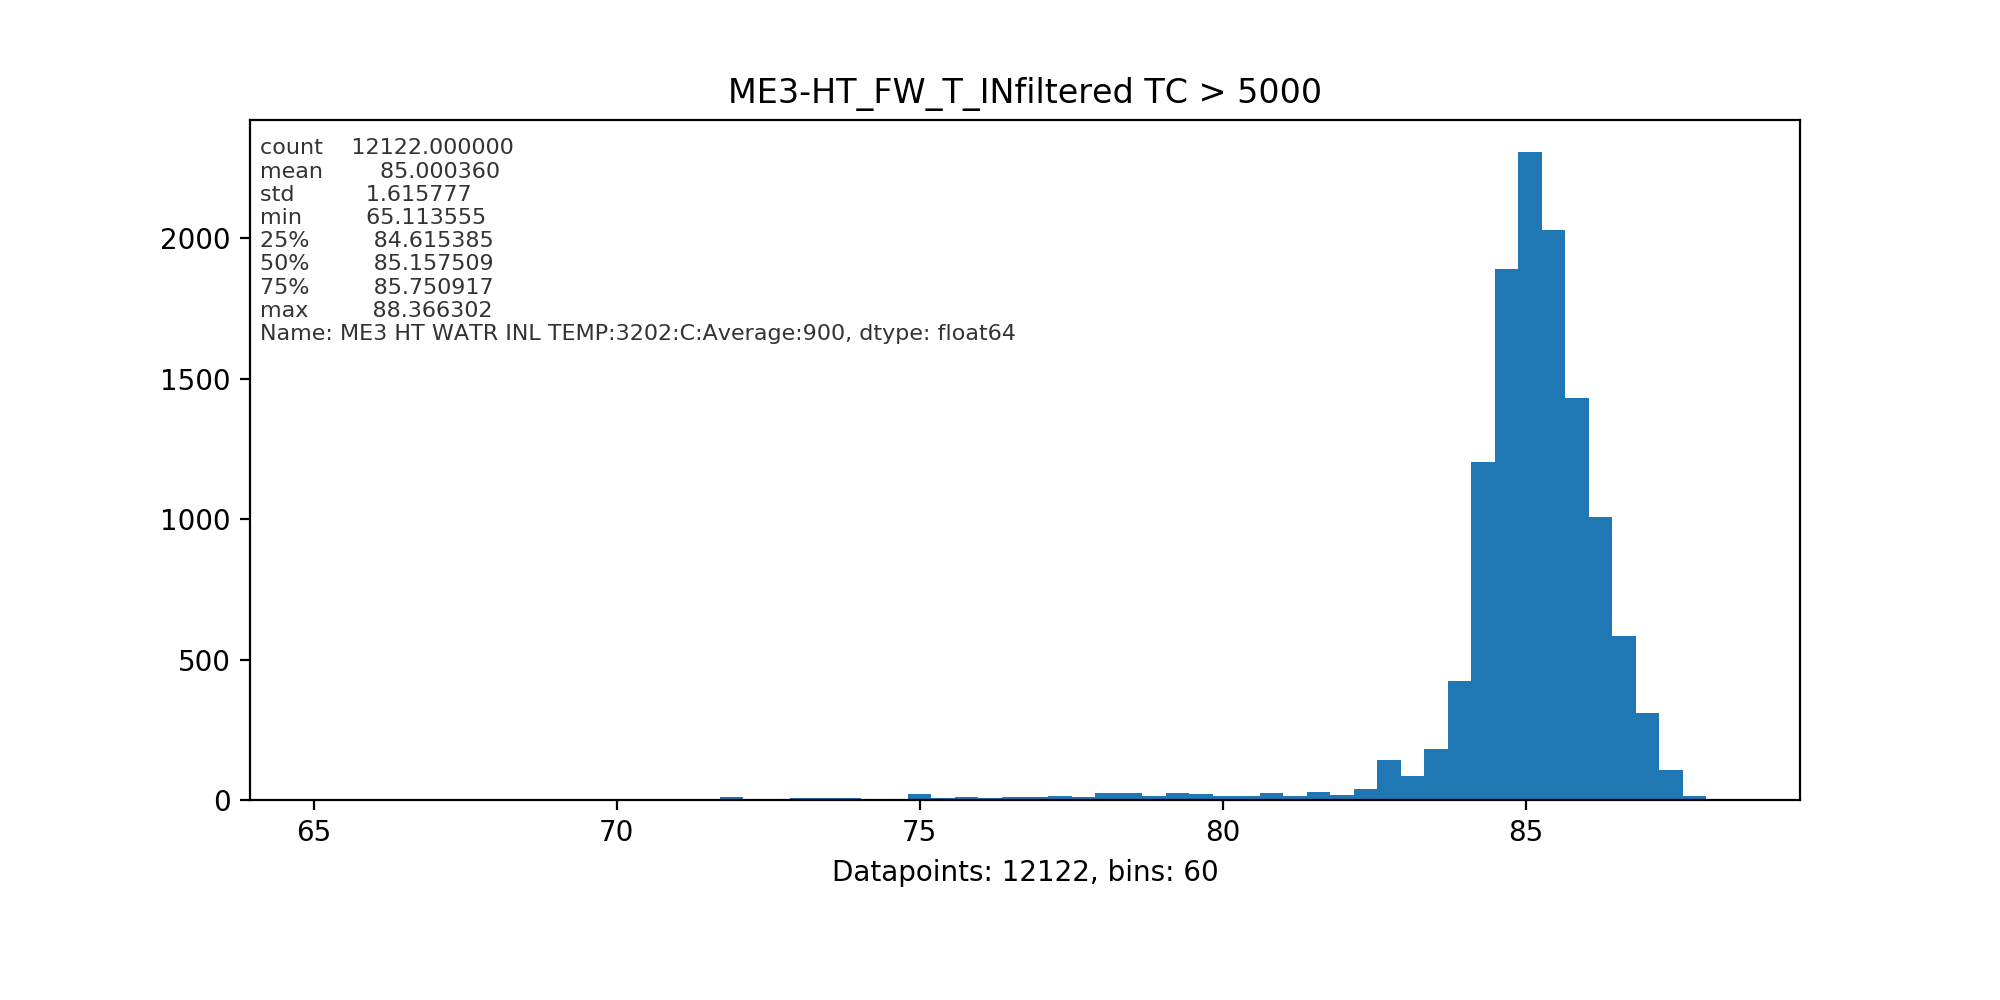 ME3-HT_FW_T_INfiltered TC > 5000
count 12122.000000
mean 85.000360
std 1.615777
min 65.113555
25% 84.615385
50% 85.157509
75% 85.750917
max 88.366302
Name: ME3 HT WATR INL TEMP:3202:C:Average:900, dtype: float64
2000
1500
1000
500
0
65 70 75 80 85
Datapoints: 12122, bins: 60